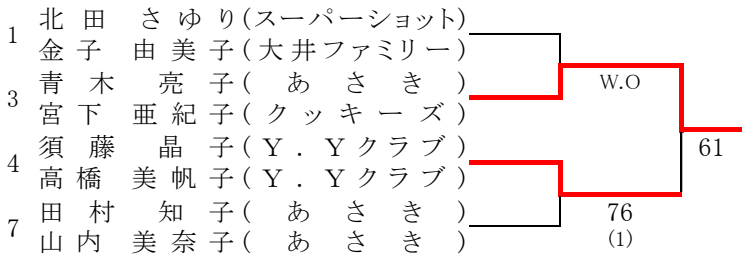 1
北田 さゆり(スーパーショット)
金子 由美子(大井ファミリー)
3
青木 亮子(あさき)
宮下 亜紀子(クッキーズ)
W.O
4
須藤 晶子(Y.Yクラブ)
高橋 美帆子(Y.Yクラブ)
61
7
田村 知子(あさき)
山内 美奈子(あさき)
76
(1)